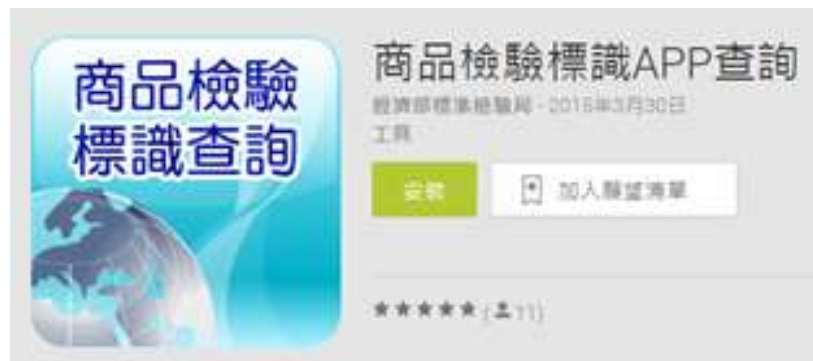 商品檢驗
標識查詢
商品檢驗標識APP查詢
經濟部標準檢驗局 - 2015年3月30日
工具
安裝
加入願望清單
(11)